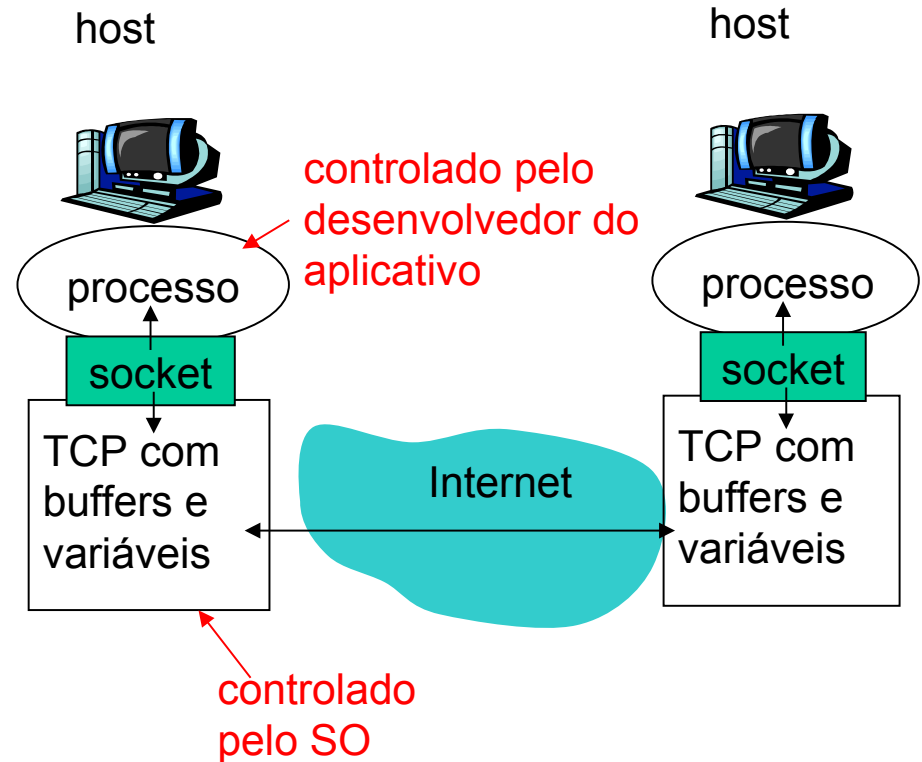 host
host
controlado pelo
desenvolvedor do
aplicativo
processo
processo
socket
socket
TCP com
buffers e
variáveis
Internet
TCP com
buffers e
variáveis
controlado
pelo SO